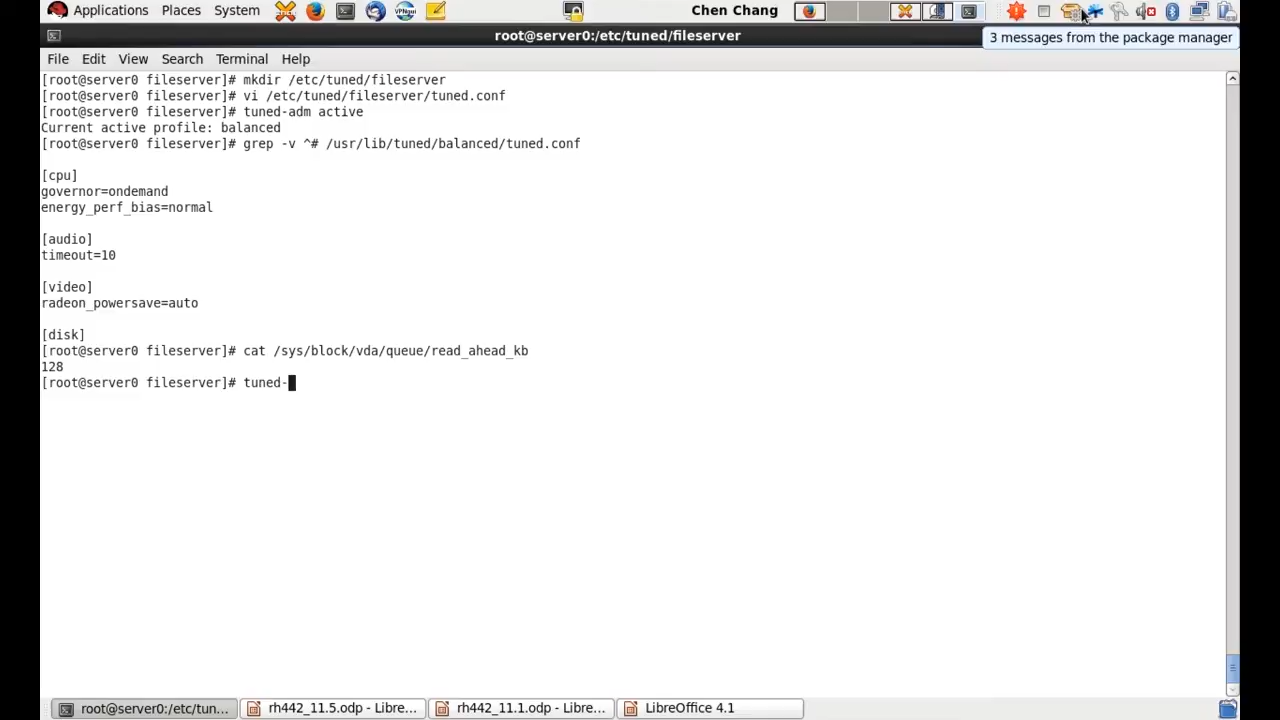 Applications Places System
Chen Chang
root@server0:/etc/tuned/fileserver
3 messages from the package manager
File Edit View Search Terminal Help
[root@server0 fileserver]# mkdir /etc/tuned/fileserver
[root@server0 fileserver]# vi /etc/tuned/fileserver/tuned.conf
[root@server0 fileserver]# tuned-adm active
Current active profile: balanced
[root@server0 fileserver]# grep -v ^# /usr/lib/tuned/balanced/tuned.conf
[cpu]
governor=ondemand
energy_perf_bias=normal
[audio]
timeout=10
[video]
radeon_powersave=auto
[disk]
[root@server0 fileserver]# cat /sys/block/vda/queue/read_ahead_kb
128
[root@server0 fileserver]# tuned-
root@server0:/etc/tun... rh442_11.5.odp - Libre... rh442_11.1.odp - Libre... LibreOffice 4.1